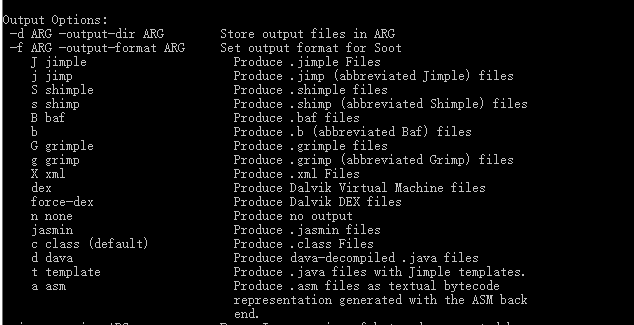 Output Options:
-d ARG -output-dir ARG Store output files in ARG
-f ARG -output-format ARG Set output format for Soot
J jimple Produce .jimple Files
j jimp Produce .jimp (abbreviated Jimple) files
S shimple Produce .shimple files
s shimp Produce .shimp (abbreviated Shimple) files
B baf Produce .baf files
b Produce .b (abbreviated Baf) files
G grimple Produce .grimple files
g grimp Produce .grimp (abbreviated Grimp) files
X xml Produce .xml Files
dex Produce Dalvik Virtual Machine files
force-dex Produce Dalvik DEX files
n none Produce no output
jasmin Produce .jasmin files
c class (default) Produce .class Files
d dava Produce dava-decompiled .java files
t template Produce .java files with Jimple templates.
a asm Produce .asm files as textual bytecode
representation generated with the ASM back
end.